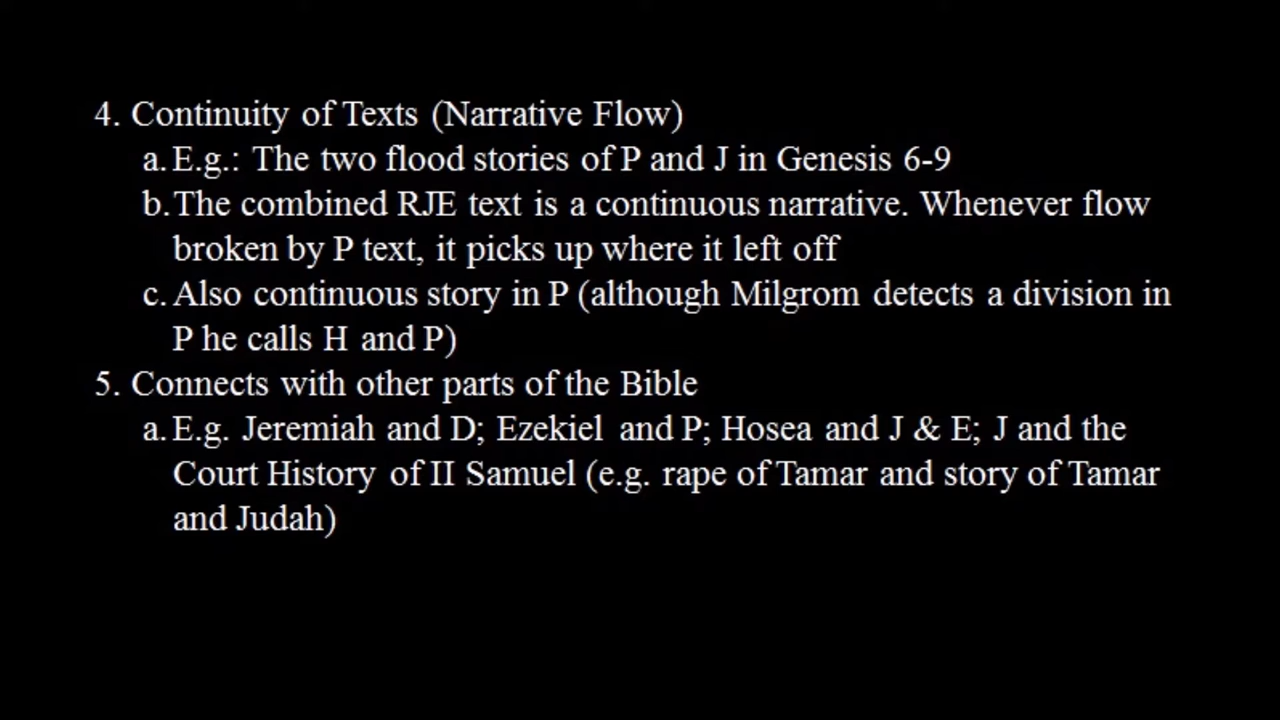 4. Continuity of Texts (Narrative Flow)
a. E.g.: The two flood stories of P and J in Genesis 6-9
b. The combined RJE text is a continuous narrative. Whenever flow
broken by P text, it picks up where it left off
c. Also continuous story in P (although Milgrom detects a division in
P he calls H and P)
5. Connects with other parts of the Bible
a. E.g. Jeremiah and D; Ezekiel and P; Hosea and J & E; J and the
Court History of II Samuel (e.g. rape of Tamar and story of Tamar
and Judah)